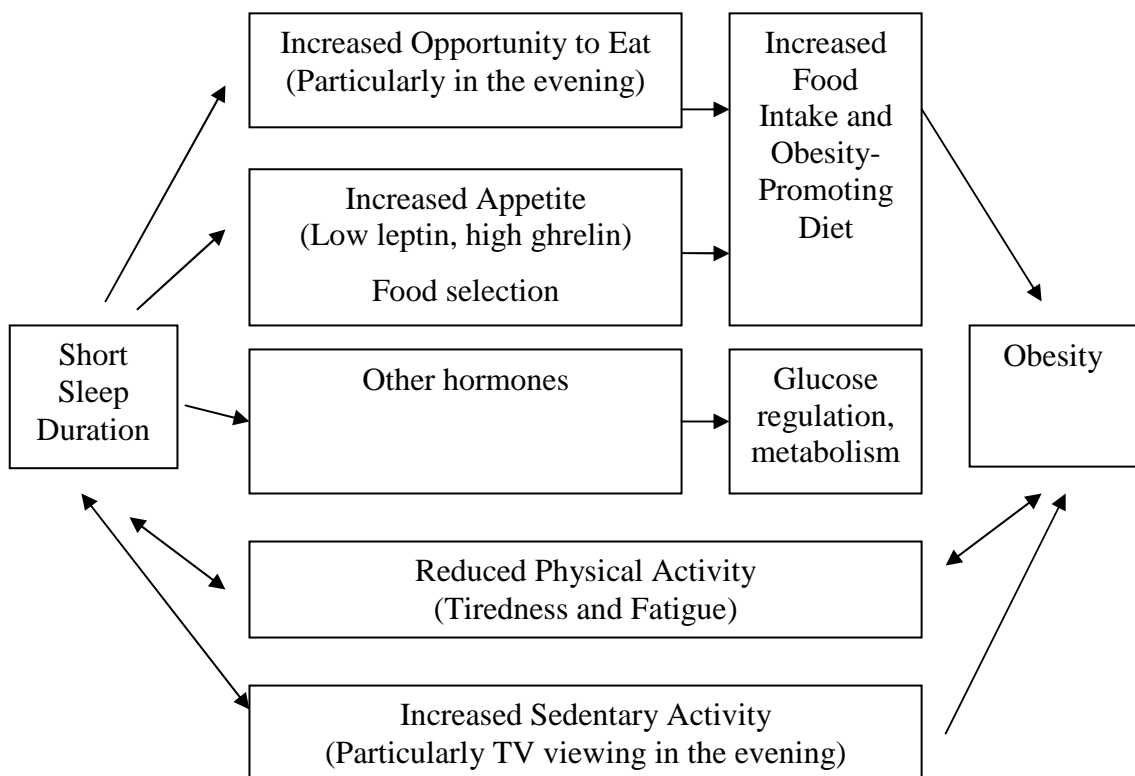 Increased Opportunity to Eat
(Particularly in the evening)
Increased
Food
Intake and
Obesity-
Promoting
Diet
Increased Appetite
(Low leptin, high ghrelin)
Food selection
Short
Sleep
Duration
Other hormones
Glucose
regulation,
metabolism
Obesity
Reduced Physical Activity
(Tiredness and Fatigue)
Increased Sedentary Activity
(Particularly TV viewing in the evening)